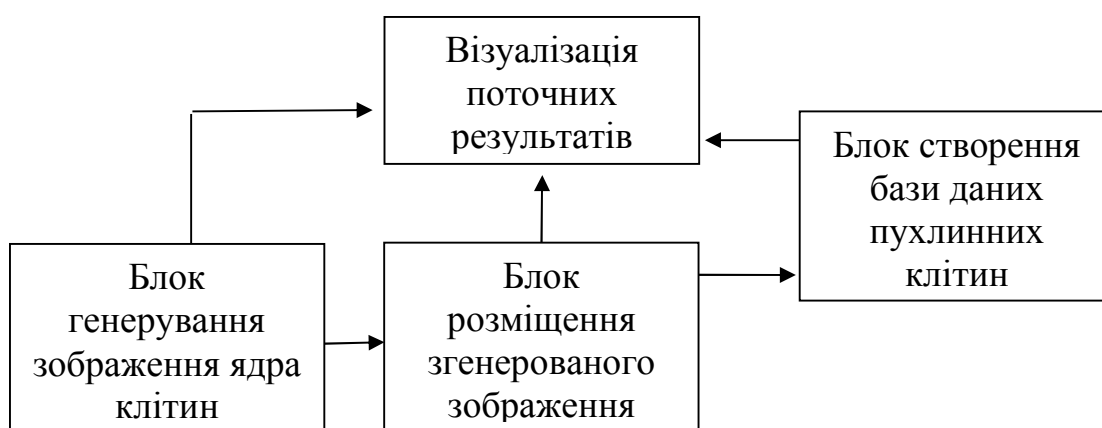 Візуалізація
поточних
результатів
Блок створення
бази даних
пухлинних
клітин
Блок
генерування
зображення ядра
клітин
Блок
розміщення
згенерованого
зображення